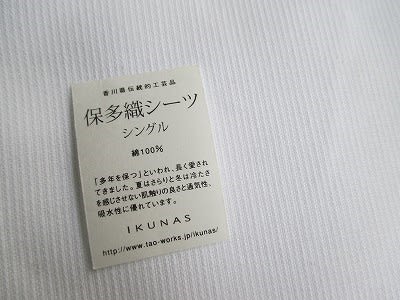 香川県伝統的工芸品
保多織シーツ
シングル
綿100%
「多年を保つ」といわれ、長く愛され
てきました。夏はさらりと冬は冷たさ
を感じさせない肌触りの良さと通気性、
吸水性に優れています。
IKUNAS
http://www.tao-works.jp/ikunas/